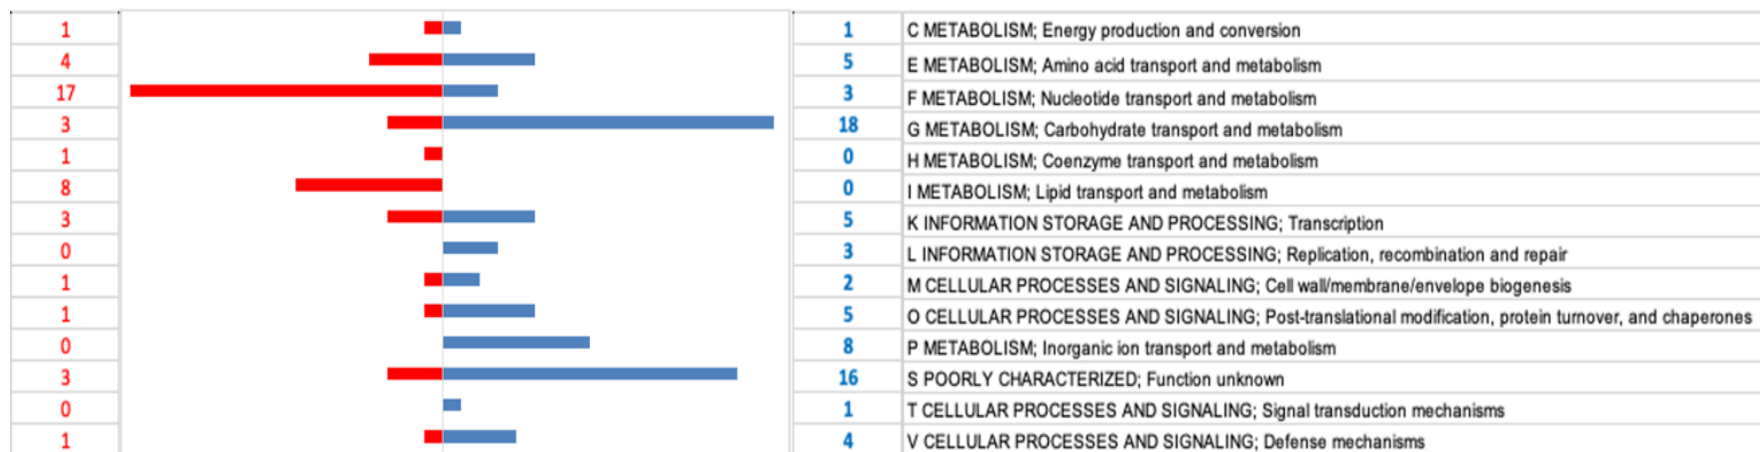 1 1 C METABOLISM; Energy production and conversion
4 5 E METABOLISM; Amino acid transport and metabolism
17 3 F METABOLISM; Nucleotide transport and metabolism
3 18 G METABOLISM; Carbohydrate transport and metabolism
1 0 H METABOLISM; Coenzyme transport and metabolism
8 0 I METABOLISM; Lipid transport and metabolism
3 5 K INFORMATION STORAGE AND PROCESSING; Transcription
0 3 L INFORMATION STORAGE AND PROCESSING; Replication, recombination and repair
1 2 M CELLULAR PROCESSES AND SIGNALING; Cell wall/membrane/envelope biogenesis
1 5 O CELLULAR PROCESSES AND SIGNALING; Post-translational modification, protein turnover, and chaperones
0 8 P METABOLISM; Inorganic ion transport and metabolism
3 16 S POORLY CHARACTERIZED; Function unknown
0 1 T CELLULAR PROCESSES AND SIGNALING; Signal transduction mechanisms
1 4 V CELLULAR PROCESSES AND SIGNALING; Defense mechanisms